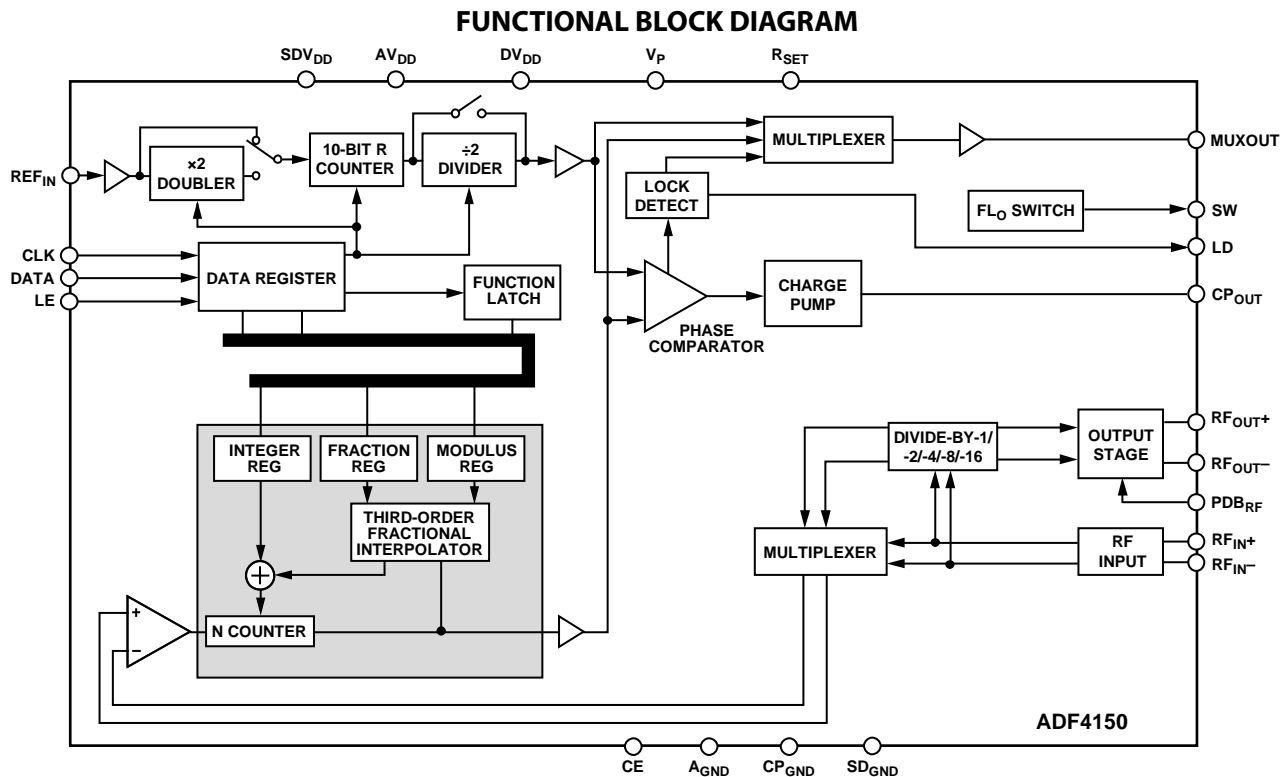 FUNCTIONAL BLOCK DIAGRAM
SDVDD
AVDD
DVDD
VP
RSET
REFIN
×2
DOUBLER
10-BIT R
COUNTER
÷2
DIVIDER
MULTIPLEXER
MUXOUT
LOCK
DETECT
FLO SWITCH
SW
LD
CLK
DATA
LE
DATA REGISTER
FUNCTION
LATCH
CHARGE
PUMP
CPOUT
PHASE
COMPARATOR
INTEGER
REG
FRACTION
REG
MODULUS
REG
THIRD-ORDER
FRACTIONAL
INTERPOLATOR
+
−
N COUNTER
DIVIDE-BY-1/
-2/-4/-8/-16
OUTPUT
STAGE
RFOUT+
RFOUT−
PDBRF
MULTIPLEXER
RF
INPUT
RFIN+
RFIN−
ADF4150
CE
AGND
CPGND
SDGND